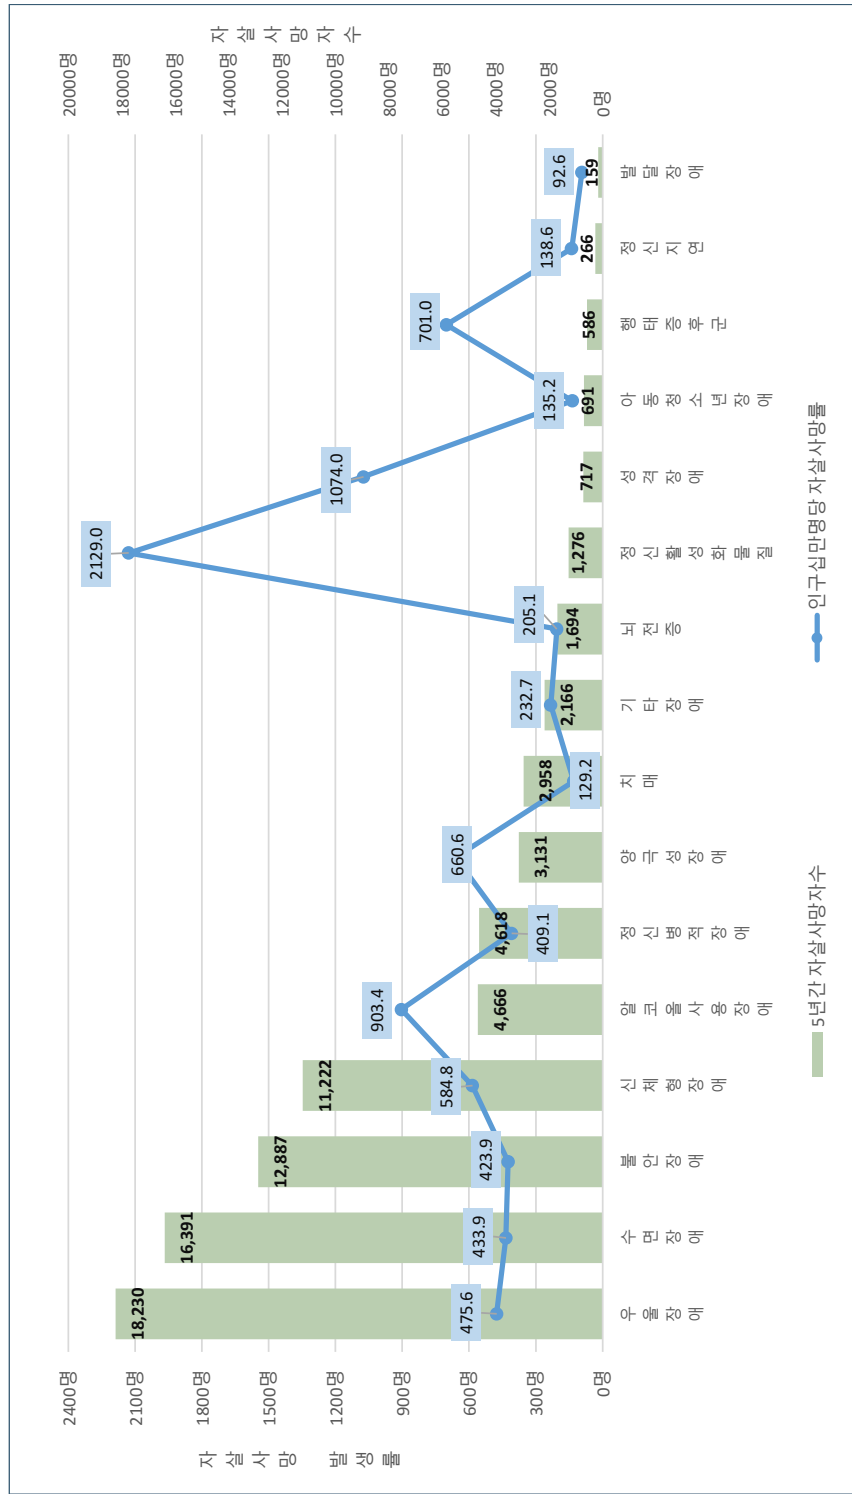 자살사망 발생률
자살사망자수
2400명
2100명
1800명
1500명
1200명
900명
600명
300명
0명
20000명
18000명
16000명
14000명
12000명
10000명
8000명
6000명
4000명
2000명
0명
18,230
16,391
12,887
11,222
4,666
4,618
3,131
2,958
2,166
1,694
1,276
717
691
586
266
159
475.6
433.9
423.9
584.8
903.4
409.1
660.6
129.2
232.7
205.1
2129.0
1074.0
135.2
701.0
138.6
92.6
우울장애
수면장애
불안장애
신체형장애
알코올사용장애
정신병적장애
양극성장애
치매
기타장애
뇌전증
정신활성화물질
성격장애
아동청소년장애
행태증후군
정신지연
발달장애
5년간 자살사망자수
인구십만명당 자살사망률